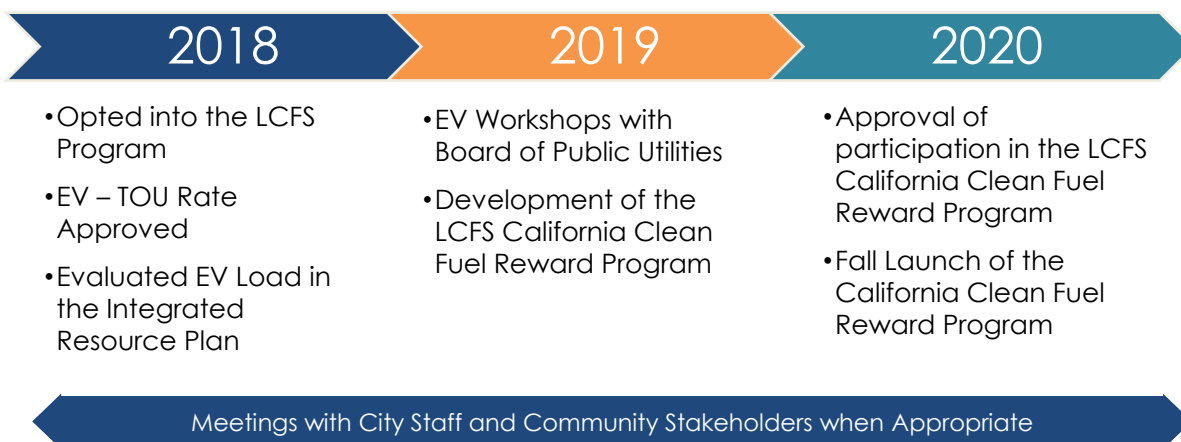 2018
•Opted into the LCFS
Program
•EV – TOU Rate
Approved
•Evaluated EV Load in
the Integrated
Resource Plan
2019
•EV Workshops with
Board of Public Utilities
•Development of the
LCFS California Clean
Fuel Reward Program
2020
•Approval of
participation in the LCFS
California Clean Fuel
Reward Program
•Fall Launch of the
California Clean Fuel
Reward Program
Meetings with City Staff and Community Stakeholders when Appropriate